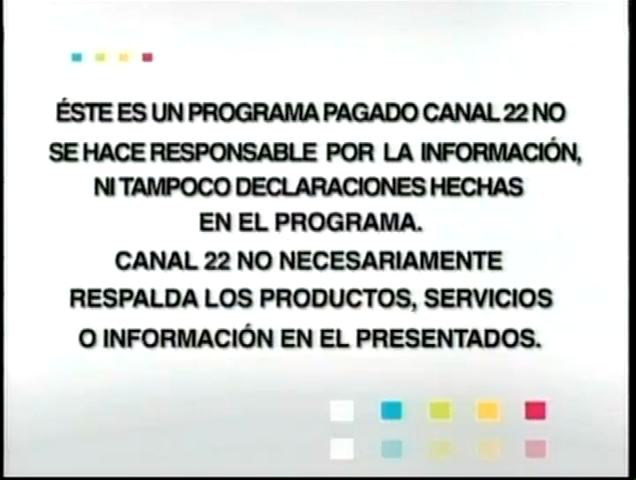 ÉSTE ES UN PROGRAMA PAGADO CANAL 22 NO
SE HACE RESPONSABLE POR LA INFORMACIÓN,
NI TAMPOCO DECLARACIONES HECHAS
EN EL PROGRAMA.
CANAL 22 NO NECESARIAMENTE
RESPALDA LOS PRODUCTOS, SERVICIOS
O INFORMACIÓN EN EL PRESENTADOS.